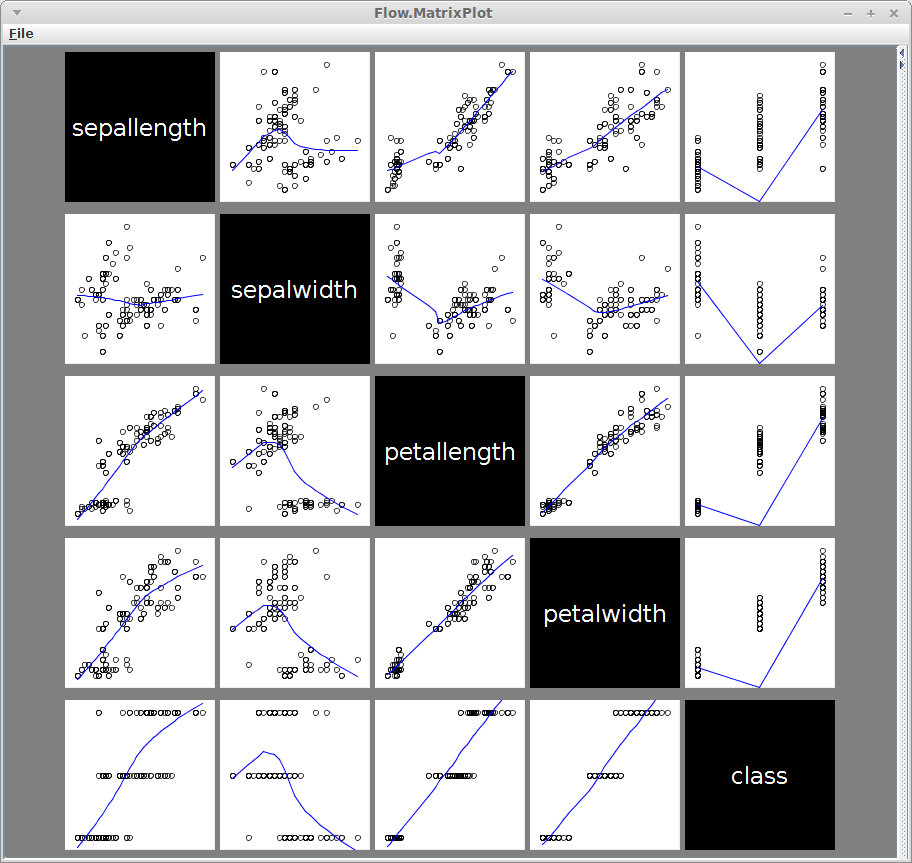 Flow.MatrixPlot
File
sepallength
sepalwidth
petallength
petalwidth
class